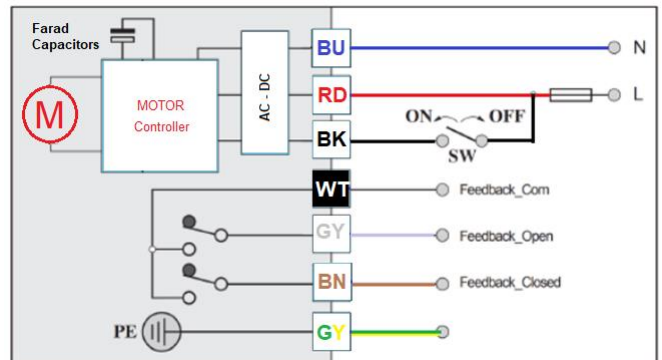 Farad
Capacitors
M
MOTOR
Controller
AC - DC
BU
N
RD
L
ON
OFF
BK
SW
WT
Feedback_Com
GY
Feedback_Open
BN
Feedback_Closed
PE
GY